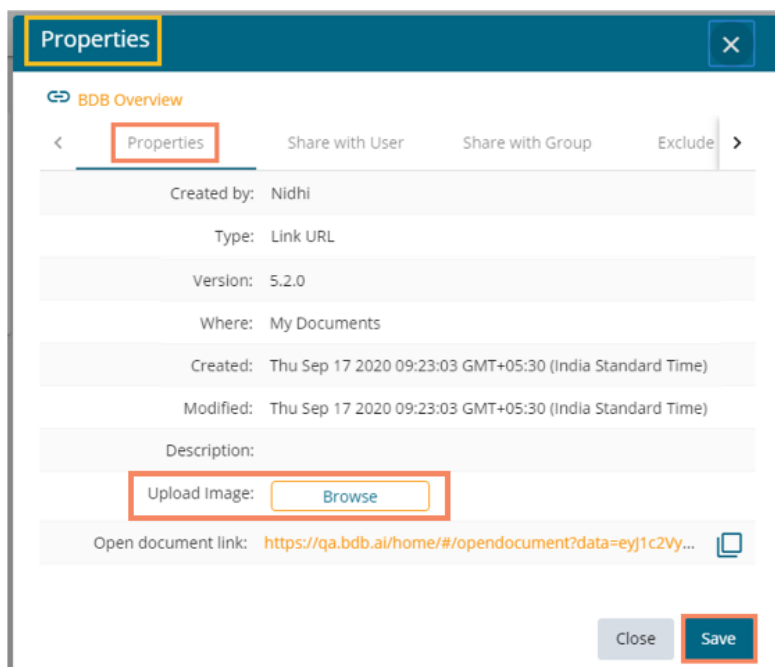 Properties
BDB Overview
Properties Share with User Share with Group Exclude
Created by: Nidhi
Type: Link URL
Version: 5.2.0
Where: My Documents
Created: Thu Sep 17 2020 09:23:03 GMT+05:30 (India Standard Time)
Modified: Thu Sep 17 2020 09:23:03 GMT+05:30 (India Standard Time)
Description:
Upload Image: Browse
Open document link: https://qa.bdb.ai/home/#/opendocument?data=eyJ1c2Vy...
Close Save